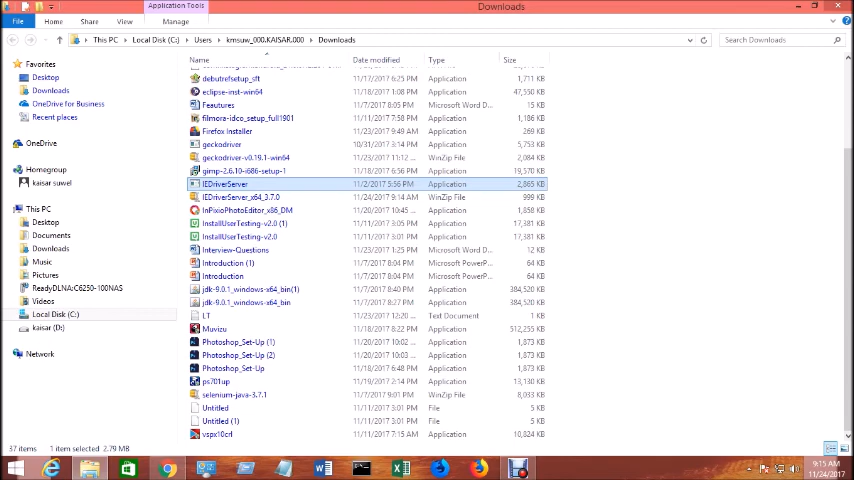 Application Tools
Downloads
File Home Share View Manage
This PC Local Disk (C:) Users kmsuw_000.KAISAR.000 Downloads Search Downloads
Name Date modified Type Size
Favorites
Desktop
Downloads
OneDrive for Business
Recent places
OneDrive
Homegroup
kaisar suwel
This PC
Desktop
Documents
Downloads
Music
Pictures
ReadyDLNA:C6250-100NAS
Videos
Local Disk (C:)
kaisar (D:)
Network
debutrefsetup_sft 11/17/2017 6:25 PM Application 1,711 KB
eclipse-inst-win64 11/18/2017 1:08 PM Application 47,550 KB
Feautures 11/7/2017 8:05 PM Microsoft Word D... 15 KB
filmora-idco_setup_full1901 11/11/2017 7:58 PM Application 1,186 KB
Firefox Installer 11/23/2017 9:49 AM Application 269 KB
geckodriver 10/31/2017 3:14 PM Application 5,753 KB
geckodriver-v0.19.1-win64 11/23/2017 11:12 ... WinZip File 2,084 KB
gimp-2.6.10-i686-setup-1 11/18/2017 6:56 PM Application 19,570 KB
IEDriverServer 11/2/2017 5:56 PM Application 2,865 KB
IEDriverServer_x64_3.7.0 11/24/2017 9:14 AM WinZip File 999 KB
InPixioPhotoEditor_x86_DM 11/20/2017 10:45 ... Application 1,858 KB
InstallUserTesting-v2.0 (1) 11/11/2017 3:05 PM Application 17,381 KB
InstallUserTesting-v2.0 11/11/2017 3:01 PM Application 17,381 KB
Interview-Questions 11/23/2017 1:25 PM Microsoft Word D... 12 KB
Introduction (1) 11/7/2017 8:04 PM Microsoft PowerP... 64 KB
Introduction 11/7/2017 8:04 PM Microsoft PowerP... 64 KB
jdk-9.0.1_windows-x64_bin(1) 11/7/2017 8:40 PM Application 384,520 KB
jdk-9.0.1_windows-x64_bin 11/7/2017 8:27 PM Application 384,520 KB
LT 11/23/2017 12:20 ... Text Document 1 KB
Muvizu 11/18/2017 8:22 PM Application 512,255 KB
Photoshop_Set-Up (1) 11/20/2017 10:02 ... Application 1,873 KB
Photoshop_Set-Up (2) 11/20/2017 10:03 ... Application 1,873 KB
Photoshop_Set-Up 11/18/2017 6:48 PM Application 1,873 KB
ps701up 11/19/2017 2:14 PM Application 13,130 KB
selenium-java-3.7.1 11/7/2017 8:25 PM WinZip File 8,033 KB
Untitled 11/11/2017 3:01 PM File 5 KB
Untitled (1) 11/11/2017 3:01 PM File 5 KB
vspx10crl 11/11/2017 7:15 AM Application 10,824 KB
37 items 1 item selected 2.79 MB
9:15 AM
11/24/2017